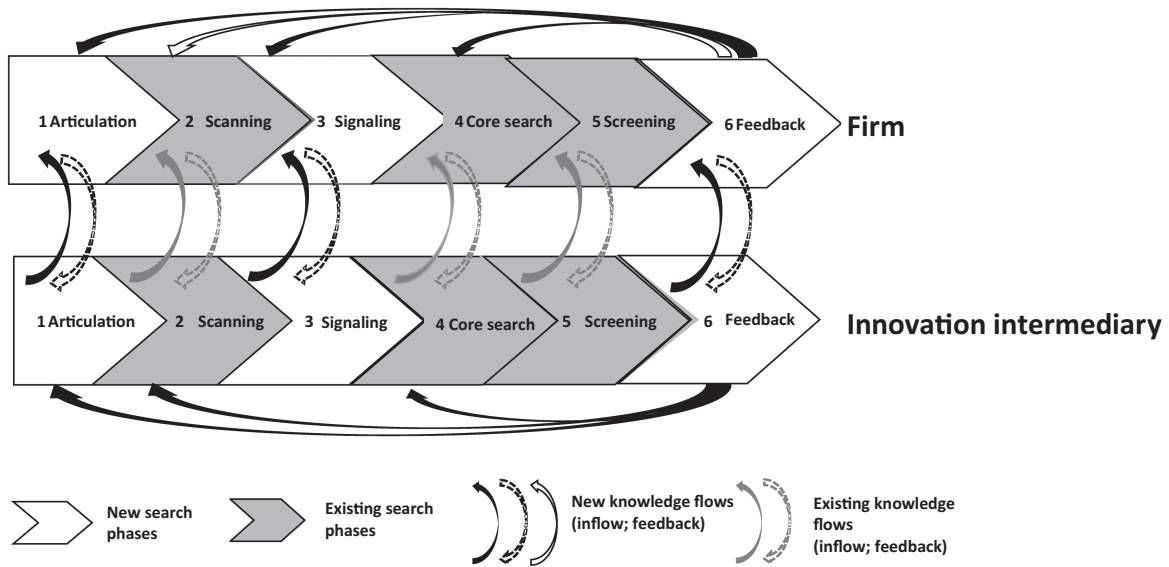 1 Articulation
2 Scanning
3 Signaling
4 Core search
5 Screening
6 Feedback
Firm
1 Articulation
2 Scanning
3 Signaling
4 Core search
5 Screening
6 Feedback
Innovation intermediary
New search
phases
Existing search
phases
New knowledge flows
(inflow; feedback)
Existing knowledge
flows
(inflow; feedback)